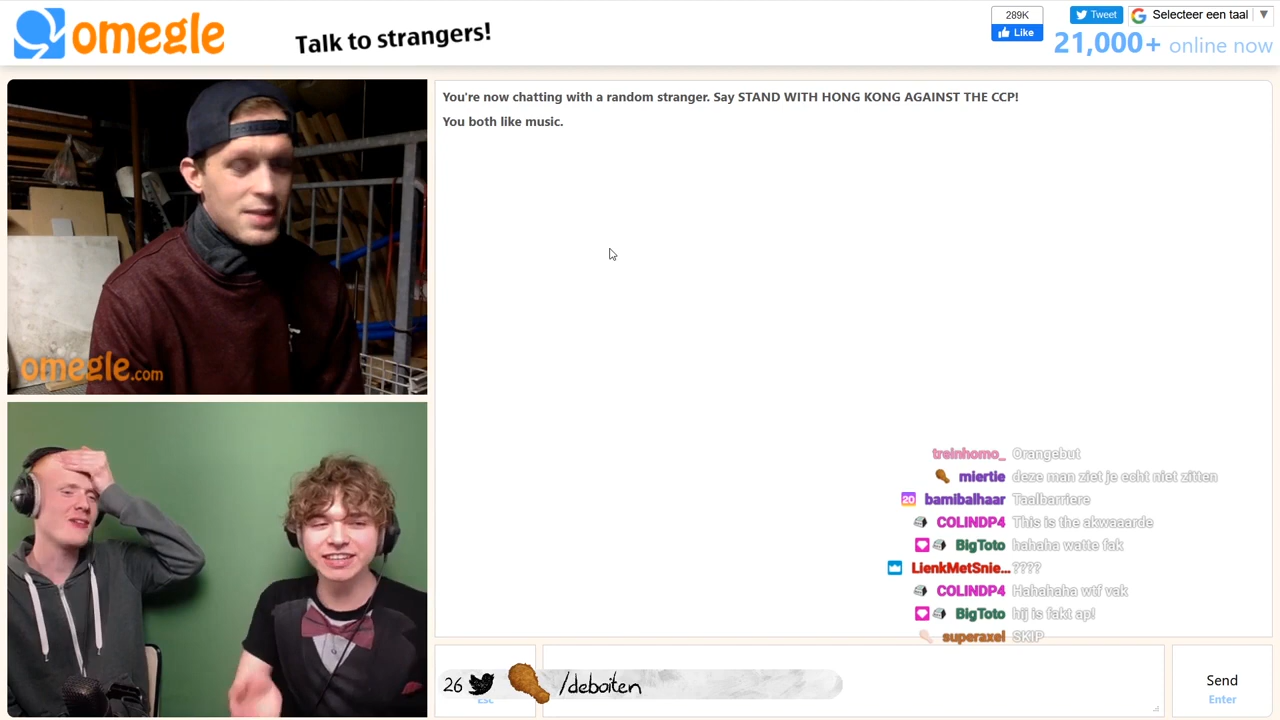 omegle
Talk to strangers!
289K
Like
Tweet
Selecteer een taal
21,000+ online now
You're now chatting with a random stranger. Say STAND WITH HONG KONG AGAINST THE CCP!
You both like music.
omegle.com
treinhomo_ Orangebut
miertie deze man ziet je echt niet zitten
20 bamibalhaar Taalbarriere
COLINDP4 This is the akwaaarde
BigToto hahaha watte fak
LienkMetSnie... ????
COLINDP4 Hahahaha wtf vak
BigToto hij is fakt ap!
superaxel SKIP
26 /deboiten
Esc
Send
Enter